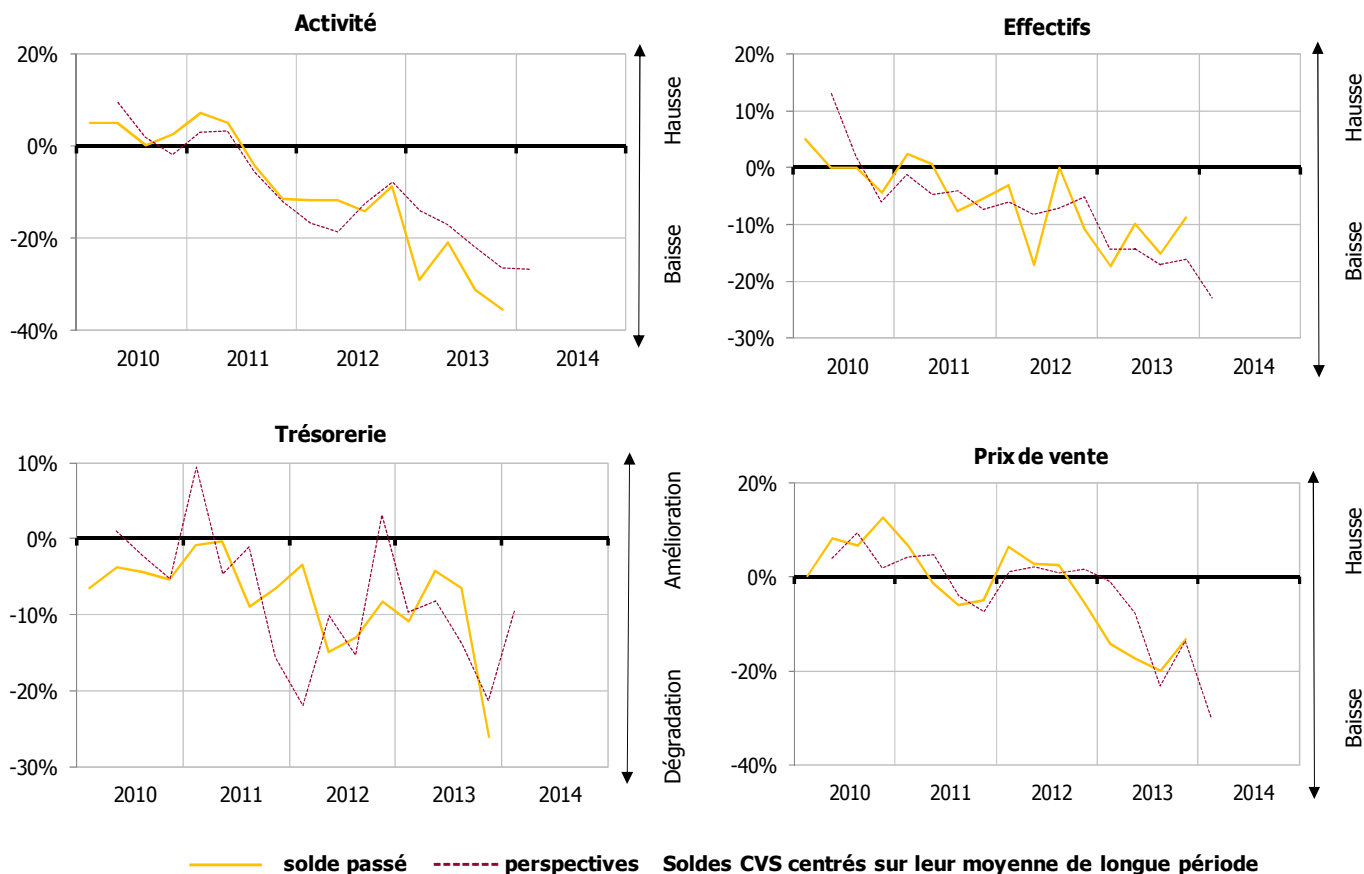 Activité
20%
0%
-20%
-40%
2010 2011 2012 2013 2014
Hausse
Baisse
Effectifs
20%
10%
0%
-10%
-20%
-30%
2010 2011 2012 2013 2014
Hausse
Baisse
Trésorerie
10%
0%
-10%
-20%
-30%
2010 2011 2012 2013 2014
Amélioration
Dégradation
Prix de vente
20%
0%
-20%
-40%
2010 2011 2012 2013 2014
Hausse
Baisse
solde passé perspectives Soldes CVS centrés sur leur moyenne de longue période